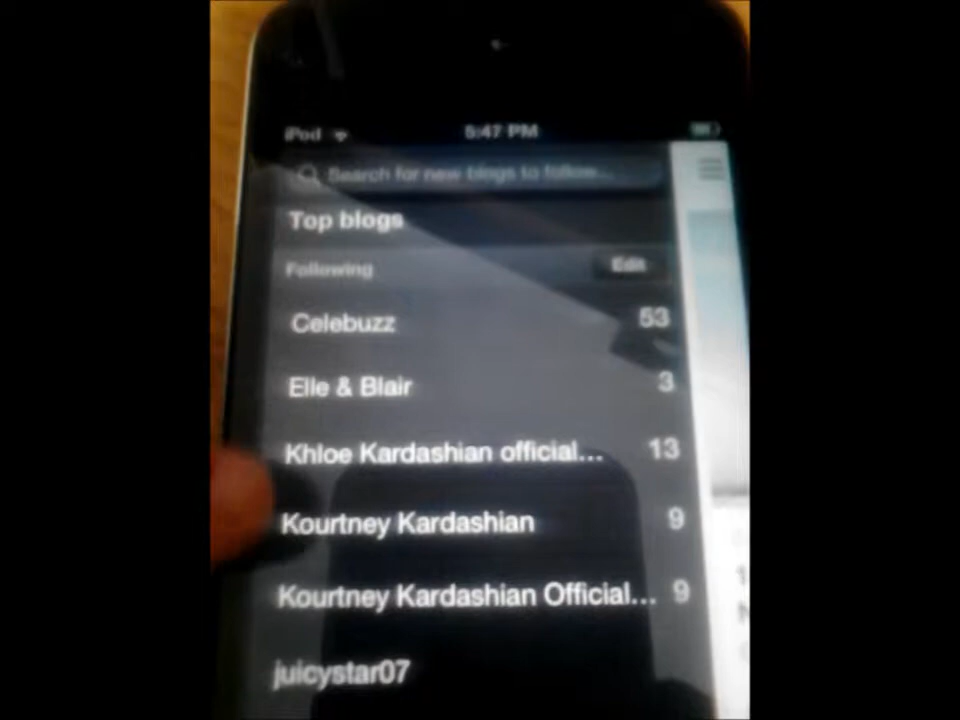 iPod 5:47 PM
Search for new blogs to follow...
Top blogs
Following Edit
Celebuzz 53
Elle & Blair 3
Khloe Kardashian official... 13
Kourtney Kardashian 9
Kourtney Kardashian Official... 9
juicystar07